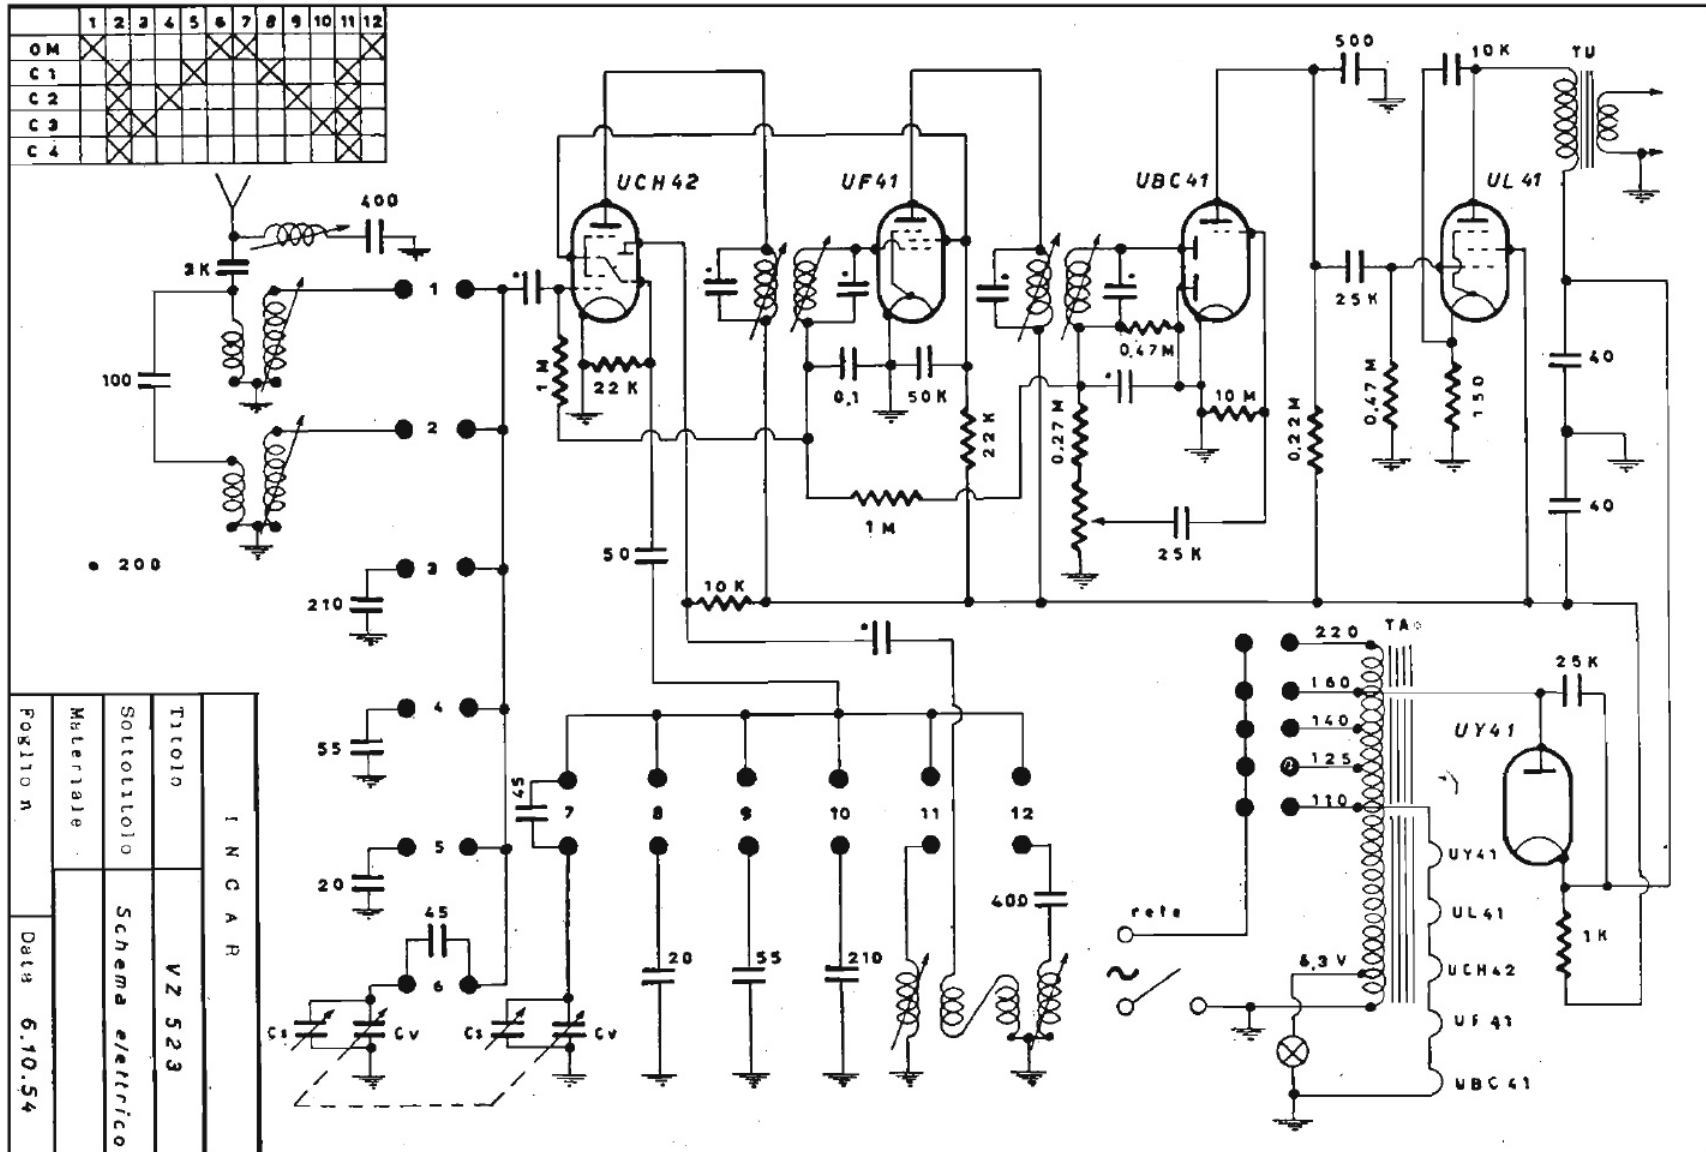 1 2 3 4 5 6 7 8 9 10 11 12
OM
C 1
C 2
C 3
C 4
400
3K
100
• 200
UCH42
UF41
UBC41
UL41
500
10K
TU
1
2
3
4
5
6
210
55
20
45
1M
22K
0,1
50K
22K
1M
0,47M
0,27M
10M
25K
0,22M
25K
0,47M
150
40
40
50
10K
45
7 8 9 10 11 12
20
55
210
400
Cs
Cv
Cs
Cv
220
160
140
125
110
TA
25K
UY41
1K
rete
6,3 V
UY41
UL41
UCH42
UF41
UBC41
INCAR
Titolo VZ 523
Sottotitolo Schema elettrico
Materiale
Foglio n Data 6.10.54